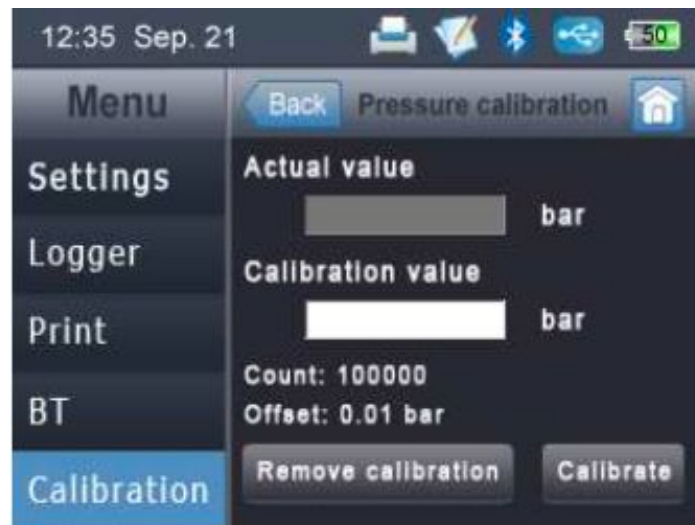 12:35 Sep. 21
50
Menu
Back
Pressure calibration
Settings
Logger
Print
BT
Calibration
Actual value
bar
Calibration value
bar
Count: 100000
Offset: 0.01 bar
Remove calibration
Calibrate